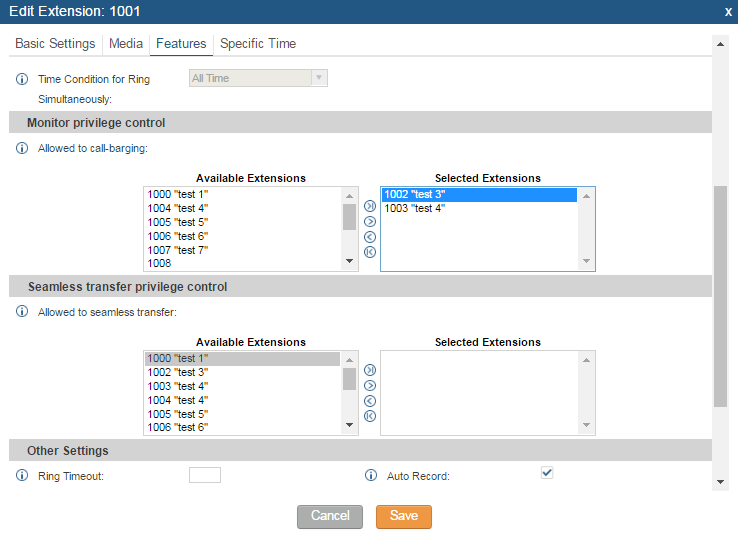 Edit Extension: 1001 x
Basic Settings Media Features Specific Time
Time Condition for Ring All Time
Simultaneously:
Monitor privilege control
Allowed to call-barging:
Available Extensions Selected Extensions
1000 "test 1" 1002 "test 3"
1004 "test 4" 1003 "test 4"
1005 "test 5"
1006 "test 6"
1007 "test 7"
1008
Seamless transfer privilege control
Allowed to seamless transfer:
Available Extensions Selected Extensions
1000 "test 1"
1002 "test 3"
1003 "test 4"
1004 "test 4"
1005 "test 5"
1006 "test 6"
Other Settings
Ring Timeout: Auto Record:
Cancel Save